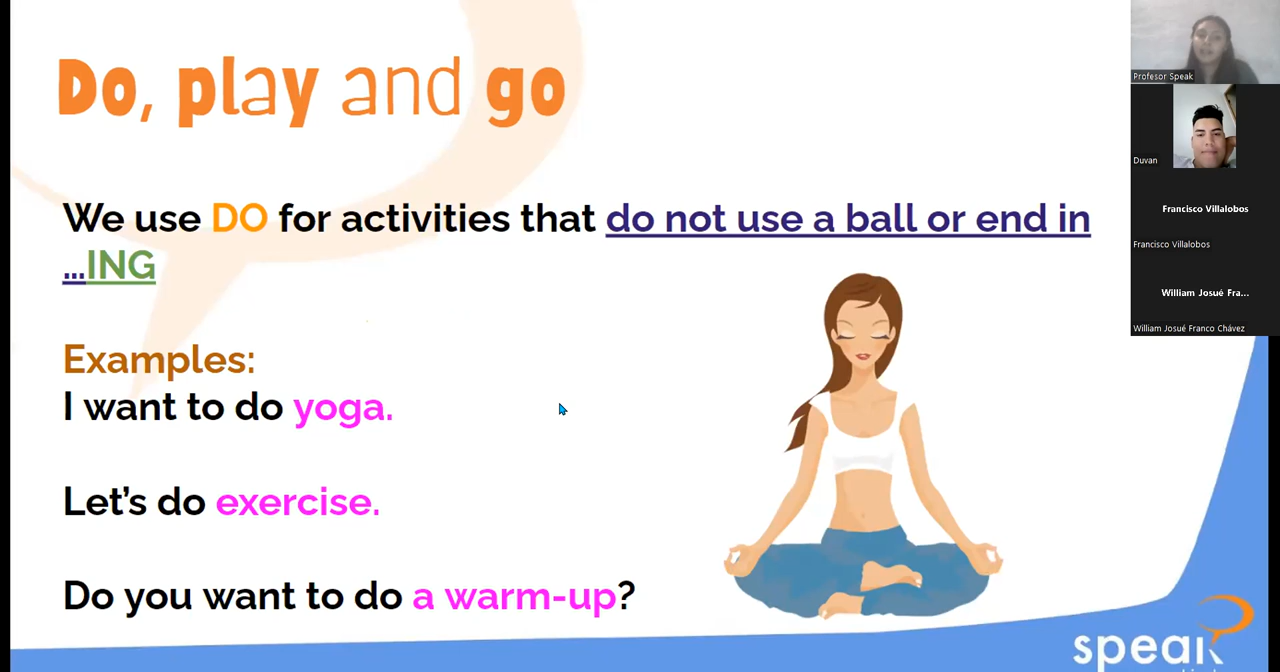 Do, play and go
We use DO for activities that do not use a ball or end in
...ING
Examples:
I want to do yoga.
Let's do exercise.
Do you want to do a warm-up?
speak
Profesor Speak
Duvan
Francisco Villalobos
Francisco Villalobos
William Josué Fra...
William Josué Franco Chávez